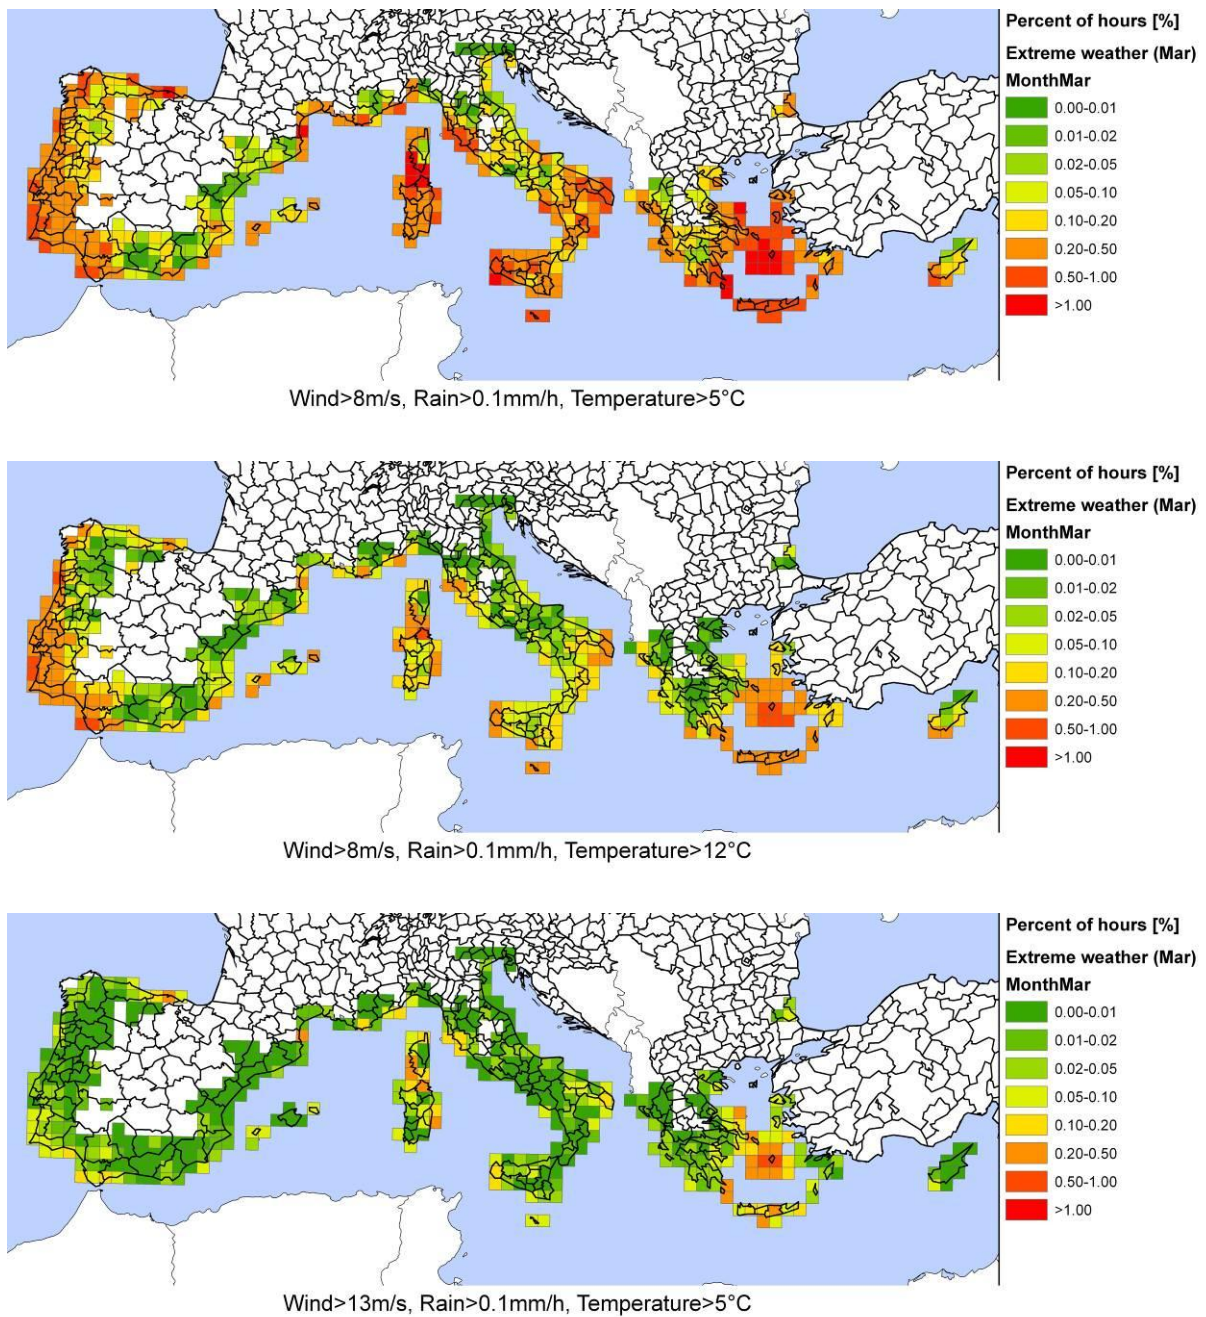 Percent of hours [%]
Extreme weather (Mar)
MonthMar
0.00-0.01
0.01-0.02
0.02-0.05
0.05-0.10
0.10-0.20
0.20-0.50
0.50-1.00
>1.00
Wind>8m/s, Rain>0.1mm/h, Temperature>5°C
Percent of hours [%]
Extreme weather (Mar)
MonthMar
0.00-0.01
0.01-0.02
0.02-0.05
0.05-0.10
0.10-0.20
0.20-0.50
0.50-1.00
>1.00
Wind>8m/s, Rain>0.1mm/h, Temperature>12°C
Percent of hours [%]
Extreme weather (Mar)
MonthMar
0.00-0.01
0.01-0.02
0.02-0.05
0.05-0.10
0.10-0.20
0.20-0.50
0.50-1.00
>1.00
Wind>13m/s, Rain>0.1mm/h, Temperature>5°C